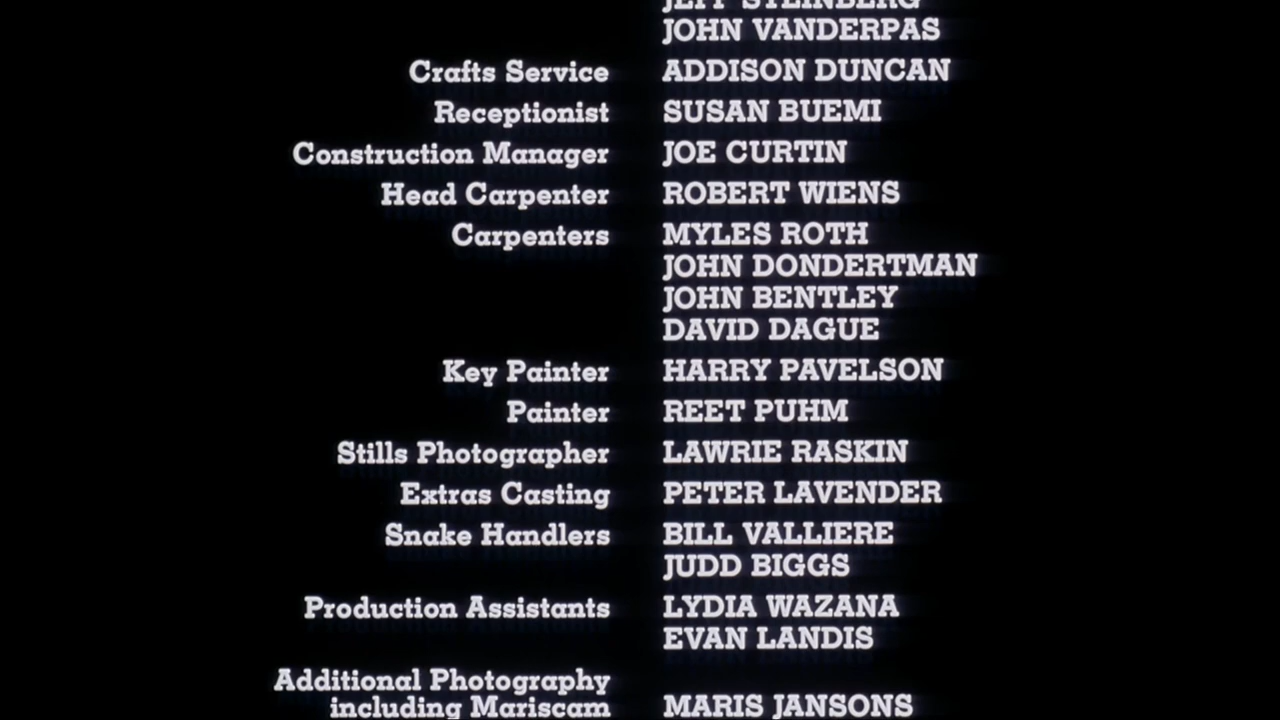 JEFF STEINBERG
JOHN VANDERPAS
Crafts Service ADDISON DUNCAN
Receptionist SUSAN BUEMI
Construction Manager JOE CURTIN
Head Carpenter ROBERT WIENS
Carpenters MYLES ROTH
JOHN DONDERTMAN
JOHN BENTLEY
DAVID DAGUE
Key Painter HARRY PAVELSON
Painter REET PUHM
Stills Photographer LAWRIE RASKIN
Extras Casting PETER LAVENDER
Snake Handlers BILL VALLIERE
JUDD BIGGS
Production Assistants LYDIA WAZANA
EVAN LANDIS
Additional Photography
including Mariscam MARIS JANSONS